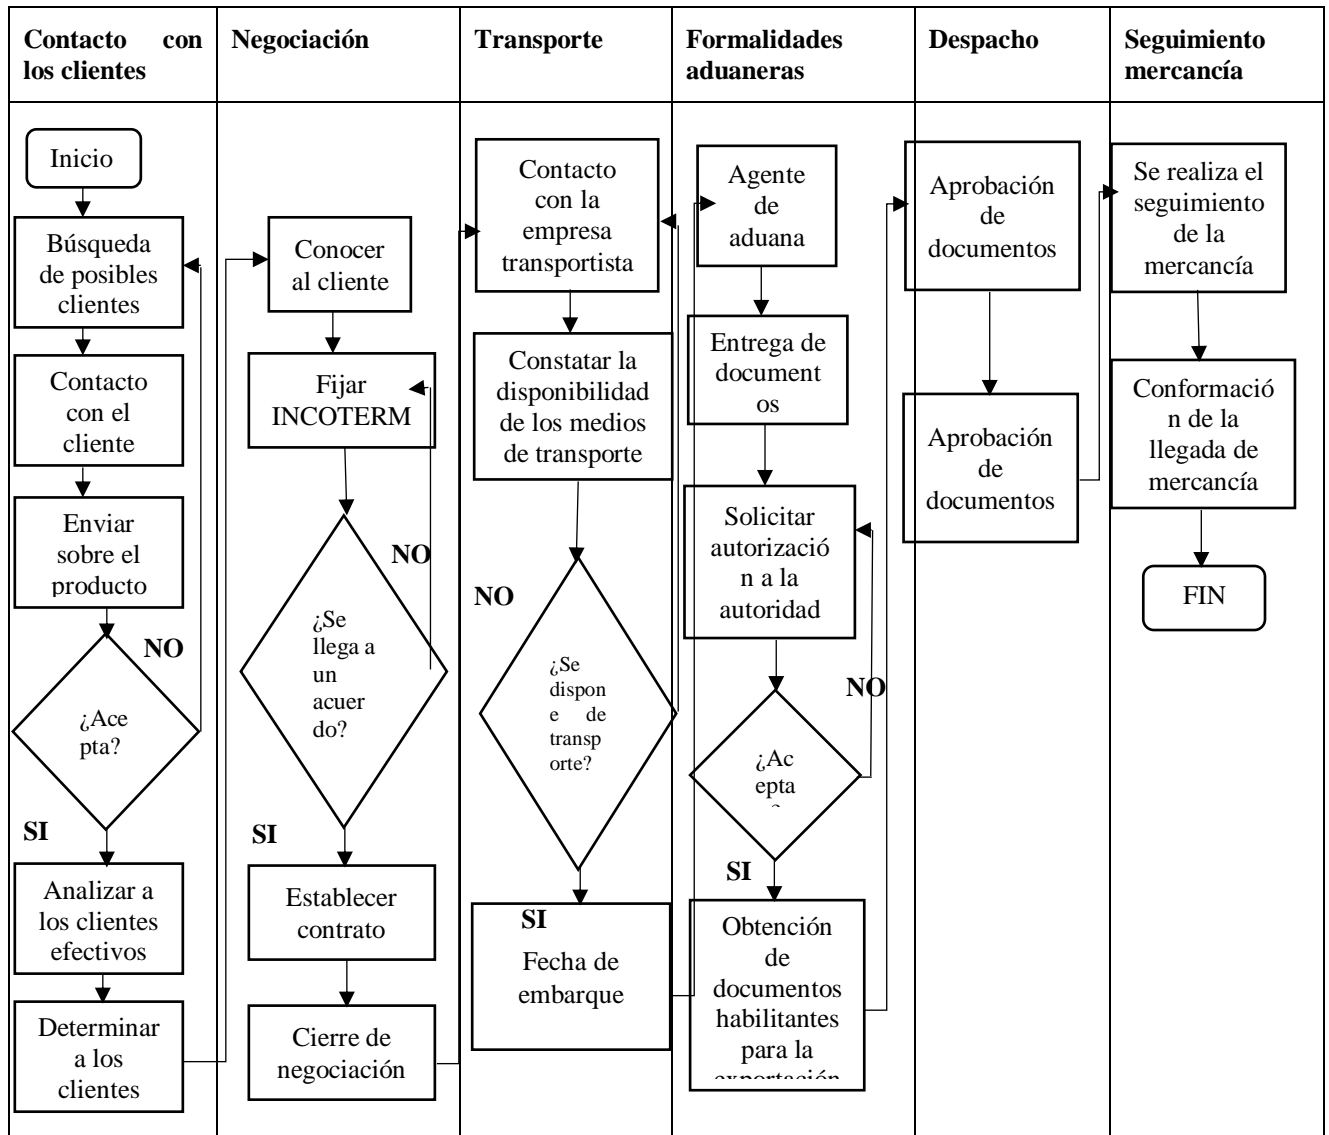 Contacto con
los clientes
Negociación
Transporte
Formalidades
aduaneras
Despacho
Seguimiento
mercancía
Inicio
Búsqueda
de posibles
clientes
Contacto
con el
cliente
Enviar
sobre el
producto
NO
¿Ace
pta?
SI
Analizar a
los clientes
efectivos
Determinar
a los
clientes
Conocer
al cliente
Fijar
INCOTERM
NO
¿Se
llega a
un
acuer
do?
SI
Establecer
contrato
Cierre de
negociación
Contacto
con la
empresa
transportista
Constatar la
disponibilidad
de los medios
de transporte
NO
¿Se
dispon
e de
transp
orte?
SI
Fecha de
embarque
Agente
de
aduana
Entrega de
document
os
Solicitar
autorizació
n a la
autoridad
NO
¿Ac
epta
SI
Obtención
de
documentos
habilitantes
para la
exportación
Aprobación
de
documentos
Aprobación
de
documentos
Se realiza el
seguimiento
de la
mercancía
Conformació
n de la
llegada de
mercancía
FIN